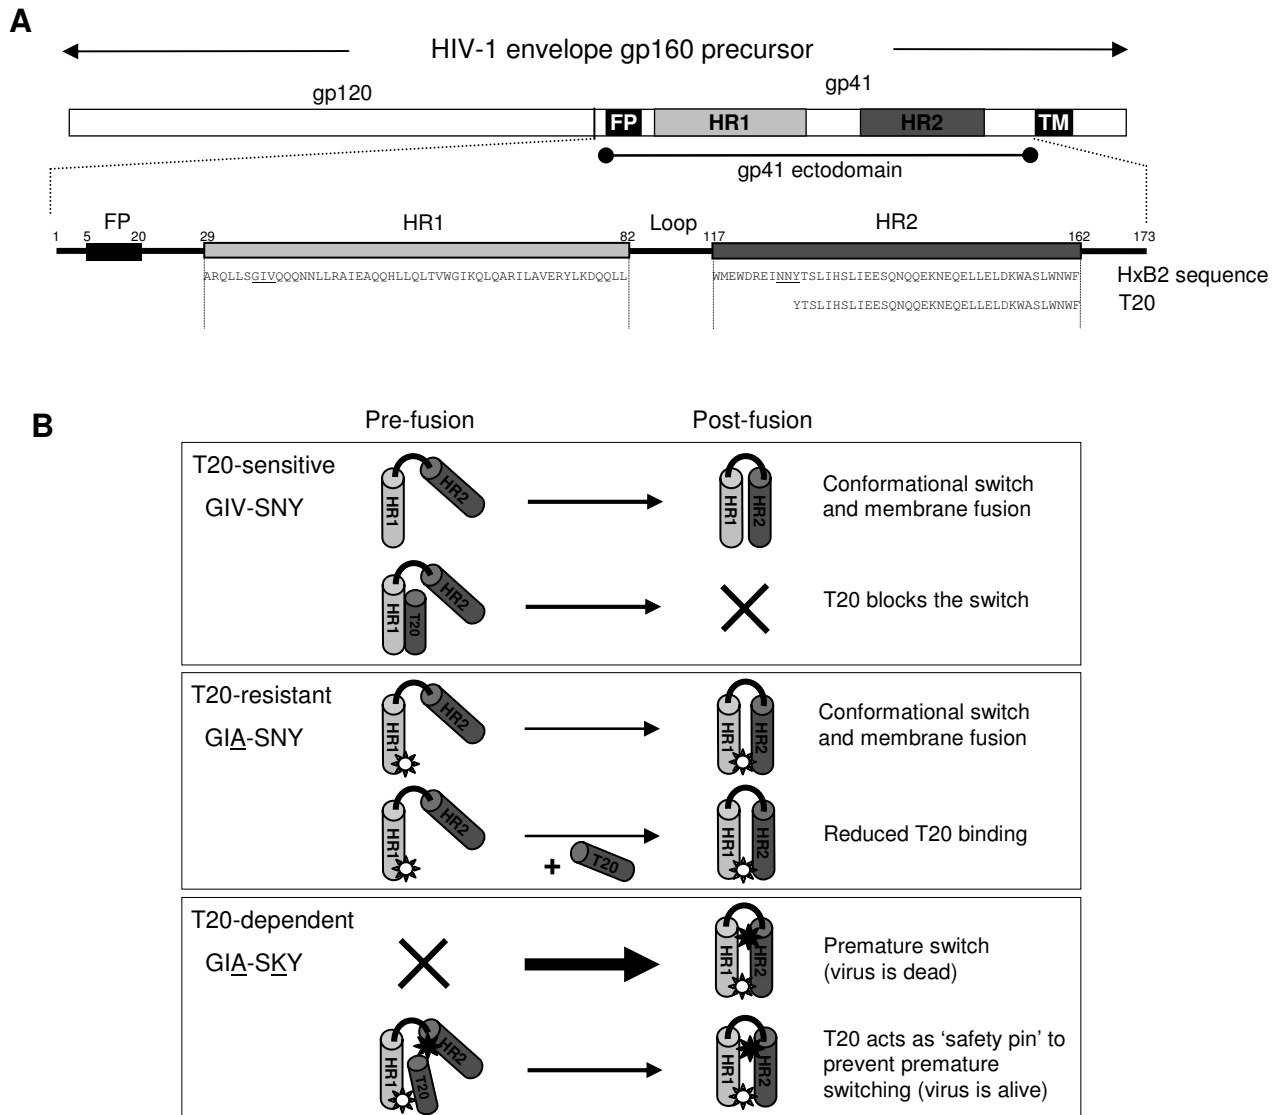 A
HIV-1 envelope gp160 precursor
gp120
gp41
FP
HR1
HR2
TM
gp41 ectodomain
FP
HR1
Loop
HR2
1
5
20
29
82
117
162
173
ARQLLSGIVQQQNNLLRAIEAQQHLLQLTVWGIKQLQARILAVERYLKDQQLL
WMEWDREINNYTSLIHSLIEESQNQQEKNEQELLELDKWASLWNWF
HxB2 sequence
YTSLIHSLIEESQNQQEKNEQELLELDKWASLWNWF
T20
B
Pre-fusion
Post-fusion
T20-sensitive
GIV-SNY
HR1
HR2
HR1
HR2
Conformational switch
and membrane fusion
HR1
T20
HR2
T20 blocks the switch
T20-resistant
GIA-SNY
HR1
HR2
HR1
HR2
Conformational switch
and membrane fusion
HR1
HR2
+
T20
HR1
HR2
Reduced T20 binding
T20-dependent
GIA-SKY
HR1
HR2
Premature switch
(virus is dead)
HR1
T20
HR2
HR1
HR2
T20 acts as ‘safety pin’ to
prevent premature
switching (virus is alive)